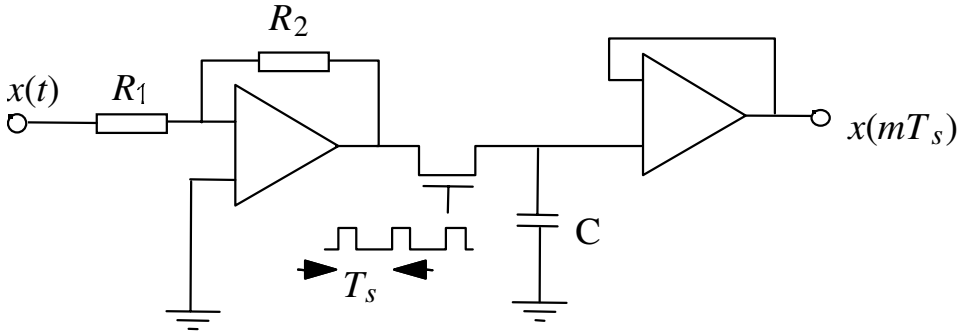 R₂
x(t)
R₁
x(mTₛ)
C
Tₛ